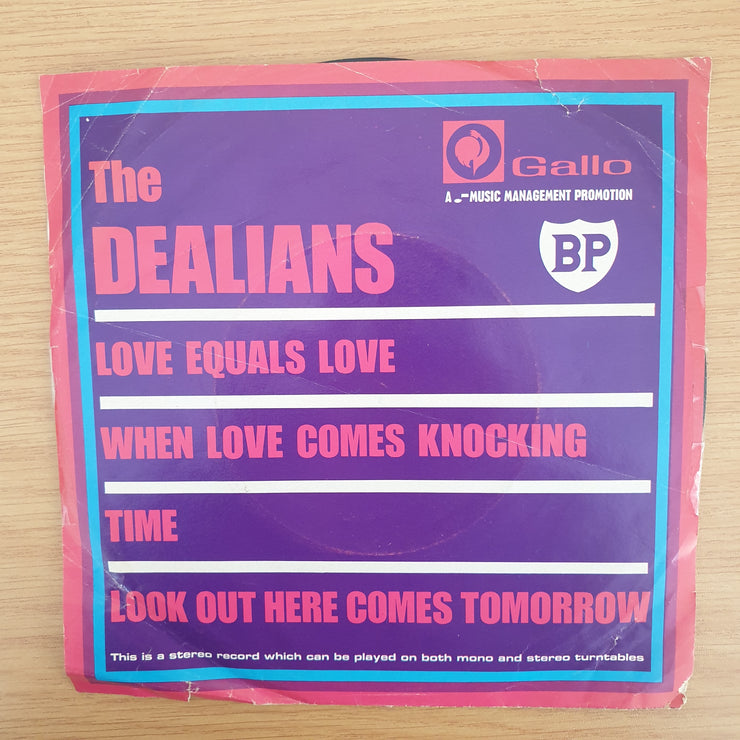 The
DEALIANS
Gallo
A ♩-MUSIC MANAGEMENT PROMOTION
BP
LOVE EQUALS LOVE
WHEN LOVE COMES KNOCKING
TIME
LOOK OUT HERE COMES TOMORROW
This is a stereo record which can be played on both mono and stereo turntables